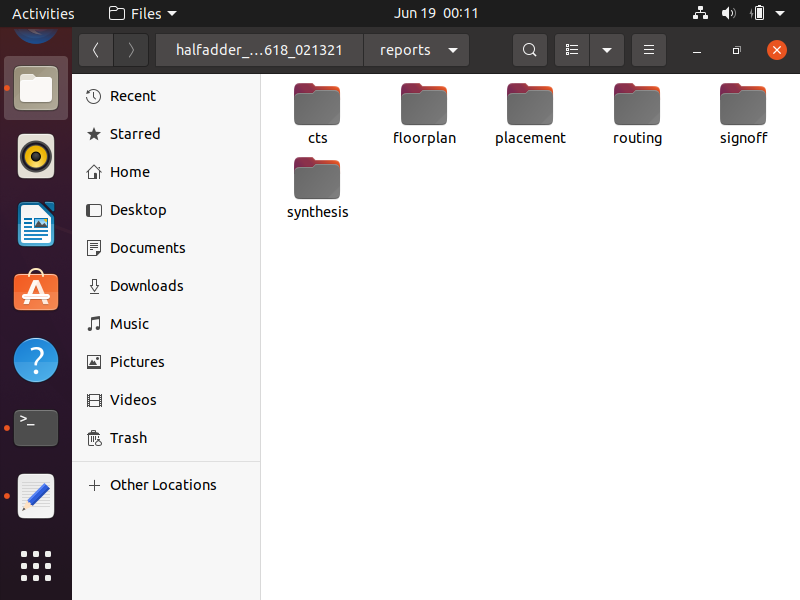 Activities
Files
Jun 19 00:11
halfadder_...618_021321
reports
Recent
Starred
Home
Desktop
Documents
Downloads
Music
Pictures
Videos
Trash
Other Locations
cts
floorplan
placement
routing
signoff
synthesis